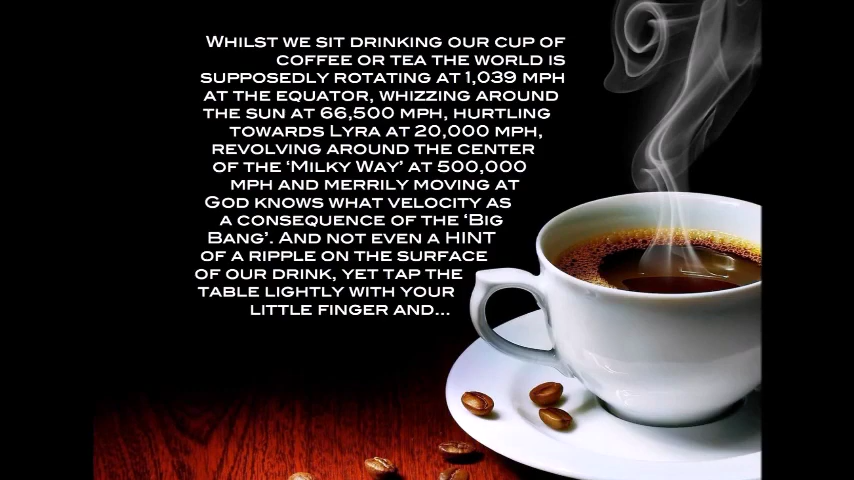 WHILST WE SIT DRINKING OUR CUP OF
COFFEE OR TEA THE WORLD IS
SUPPOSEDLY ROTATING AT 1,039 MPH
AT THE EQUATOR, WHIZZING AROUND
THE SUN AT 66,500 MPH, HURTLING
TOWARDS LYRA AT 20,000 MPH,
REVOLVING AROUND THE CENTER
OF THE ‘MILKY WAY’ AT 500,000
MPH AND MERRILY MOVING AT
GOD KNOWS WHAT VELOCITY AS
A CONSEQUENCE OF THE ‘BIG
BANG’. AND NOT EVEN A HINT
OF A RIPPLE ON THE SURFACE
OF OUR DRINK, YET TAP THE
TABLE LIGHTLY WITH YOUR
LITTLE FINGER AND...